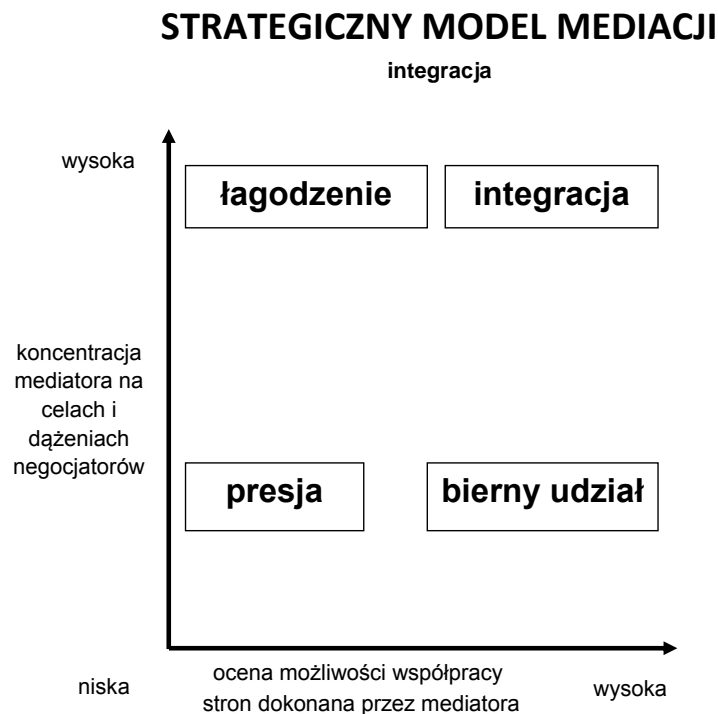 STRATEGICZNY MODEL MEDIACJI
integracja
wysoka
łagodzenie
integracja
koncentracja
mediatora na
celach i
dążeniach
negocjatorów
presja
bierny udział
niska
ocena możliwości współpracy
stron dokonana przez mediatora
wysoka